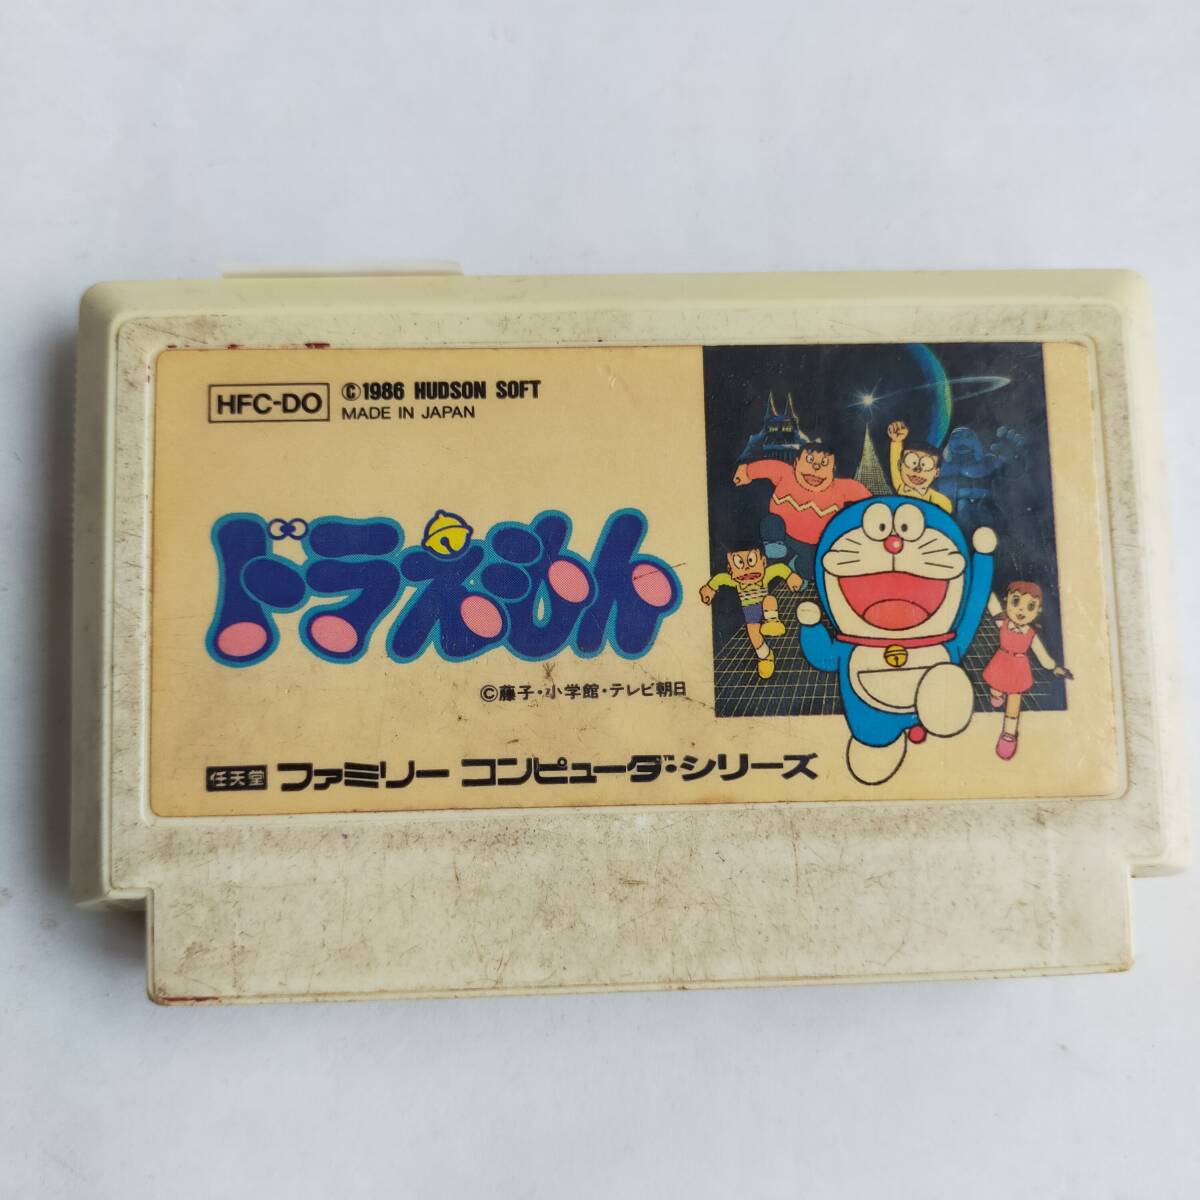 HFC-DO
©1986 HUDSON SOFT
MADE IN JAPAN
ドラえもん
©藤子・小学館・テレビ朝日
任天堂 ファミリー コンピュータ・シリーズ